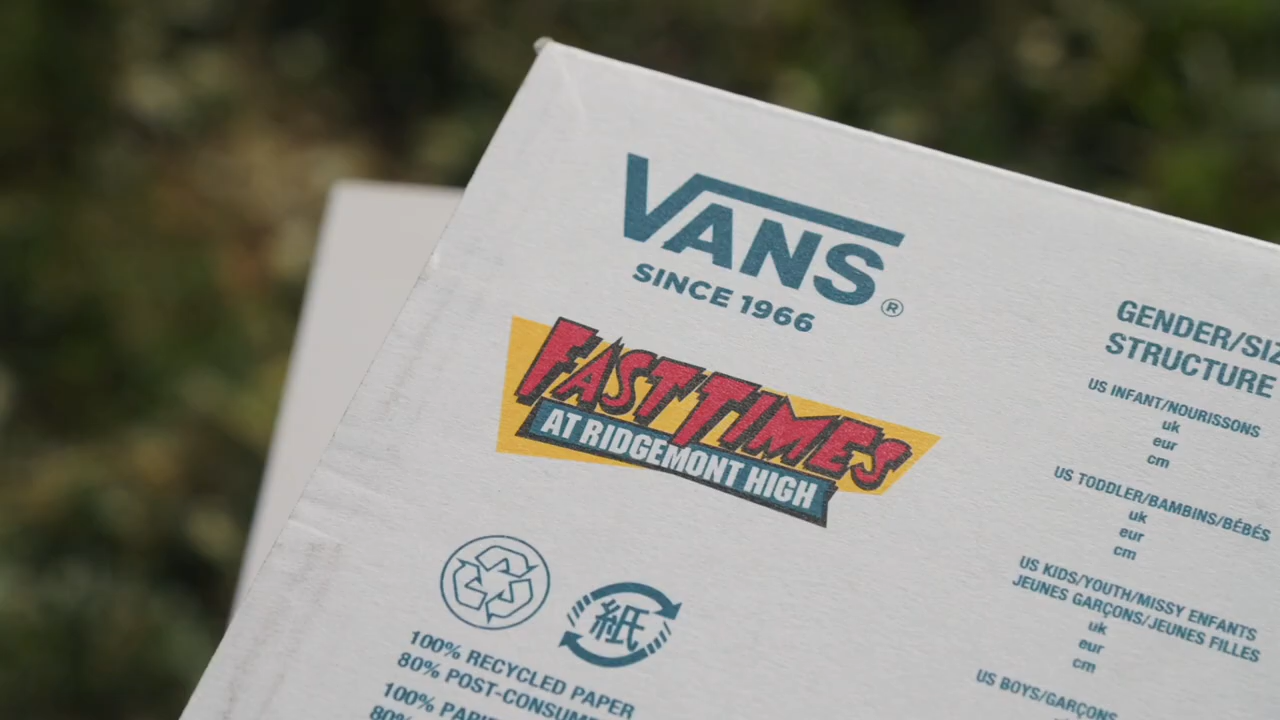 VANS®
SINCE 1966
FAST TIMES
AT RIDGEMONT HIGH
紙
100% RECYCLED PAPER
80% POST-CONSUME
100%
GENDER/SIZ
STRUCTURE
US INFANT/NOURISSONS
uk
eur
cm
US TODDLER/BAMBINS/BÉBÉS
uk
eur
cm
US KIDS/YOUTH/MISSY ENFANTS
JEUNES GARÇONS/JEUNES FILLES
uk
eur
cm
US BOYS/GARÇONS